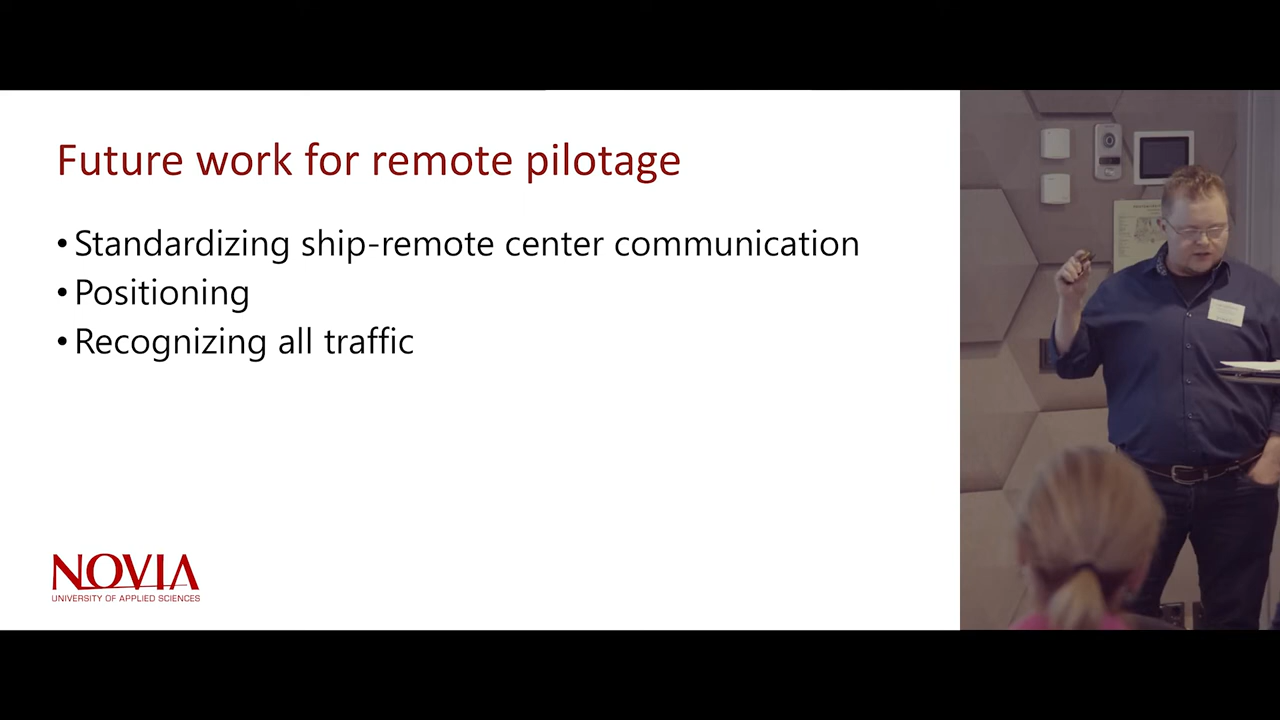 Future work for remote pilotage
• Standardizing ship-remote center communication
• Positioning
• Recognizing all traffic
NOVIA
UNIVERSITY OF APPLIED SCIENCES